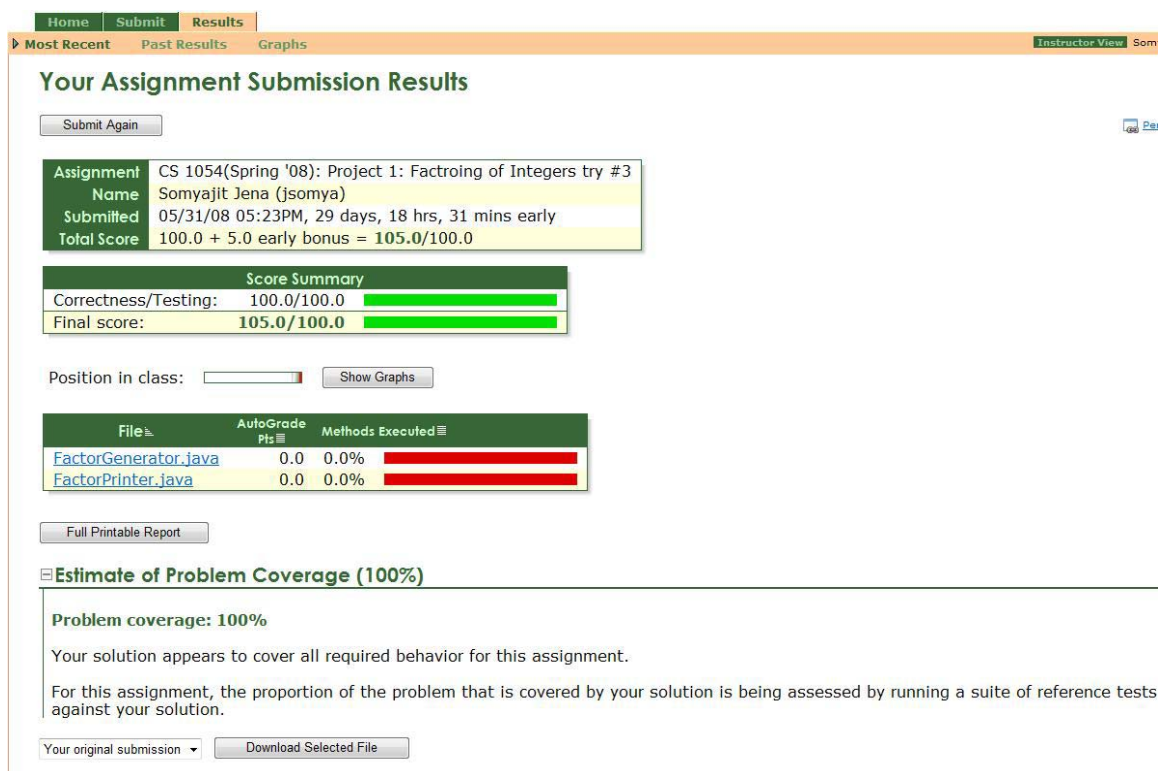 Home Submit Results
Most Recent Past Results Graphs Instructor View Som
Your Assignment Submission Results
Submit Again Per
Assignment CS 1054(Spring '08): Project 1: Factroing of Integers try #3
Name Somyajit Jena (jsomya)
Submitted 05/31/08 05:23PM, 29 days, 18 hrs, 31 mins early
Total Score 100.0 + 5.0 early bonus = 105.0/100.0
Score Summary
Correctness/Testing: 100.0/100.0
Final score: 105.0/100.0
Position in class: Show Graphs
File AutoGrade Pts Methods Executed
FactorGenerator.java 0.0 0.0%
FactorPrinter.java 0.0 0.0%
Full Printable Report
Estimate of Problem Coverage (100%)
Problem coverage: 100%
Your solution appears to cover all required behavior for this assignment.
For this assignment, the proportion of the problem that is covered by your solution is being assessed by running a suite of reference tests
against your solution.
Your original submission Download Selected File